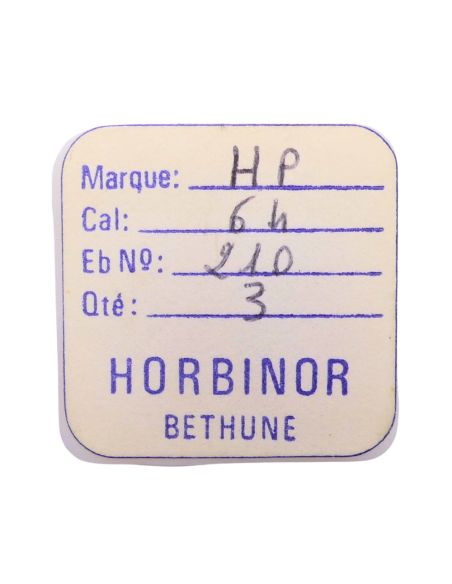 Marque: HP
Cal: 64
Eb Nº: 210
Qté: 3
HORBINOR
BETHUNE